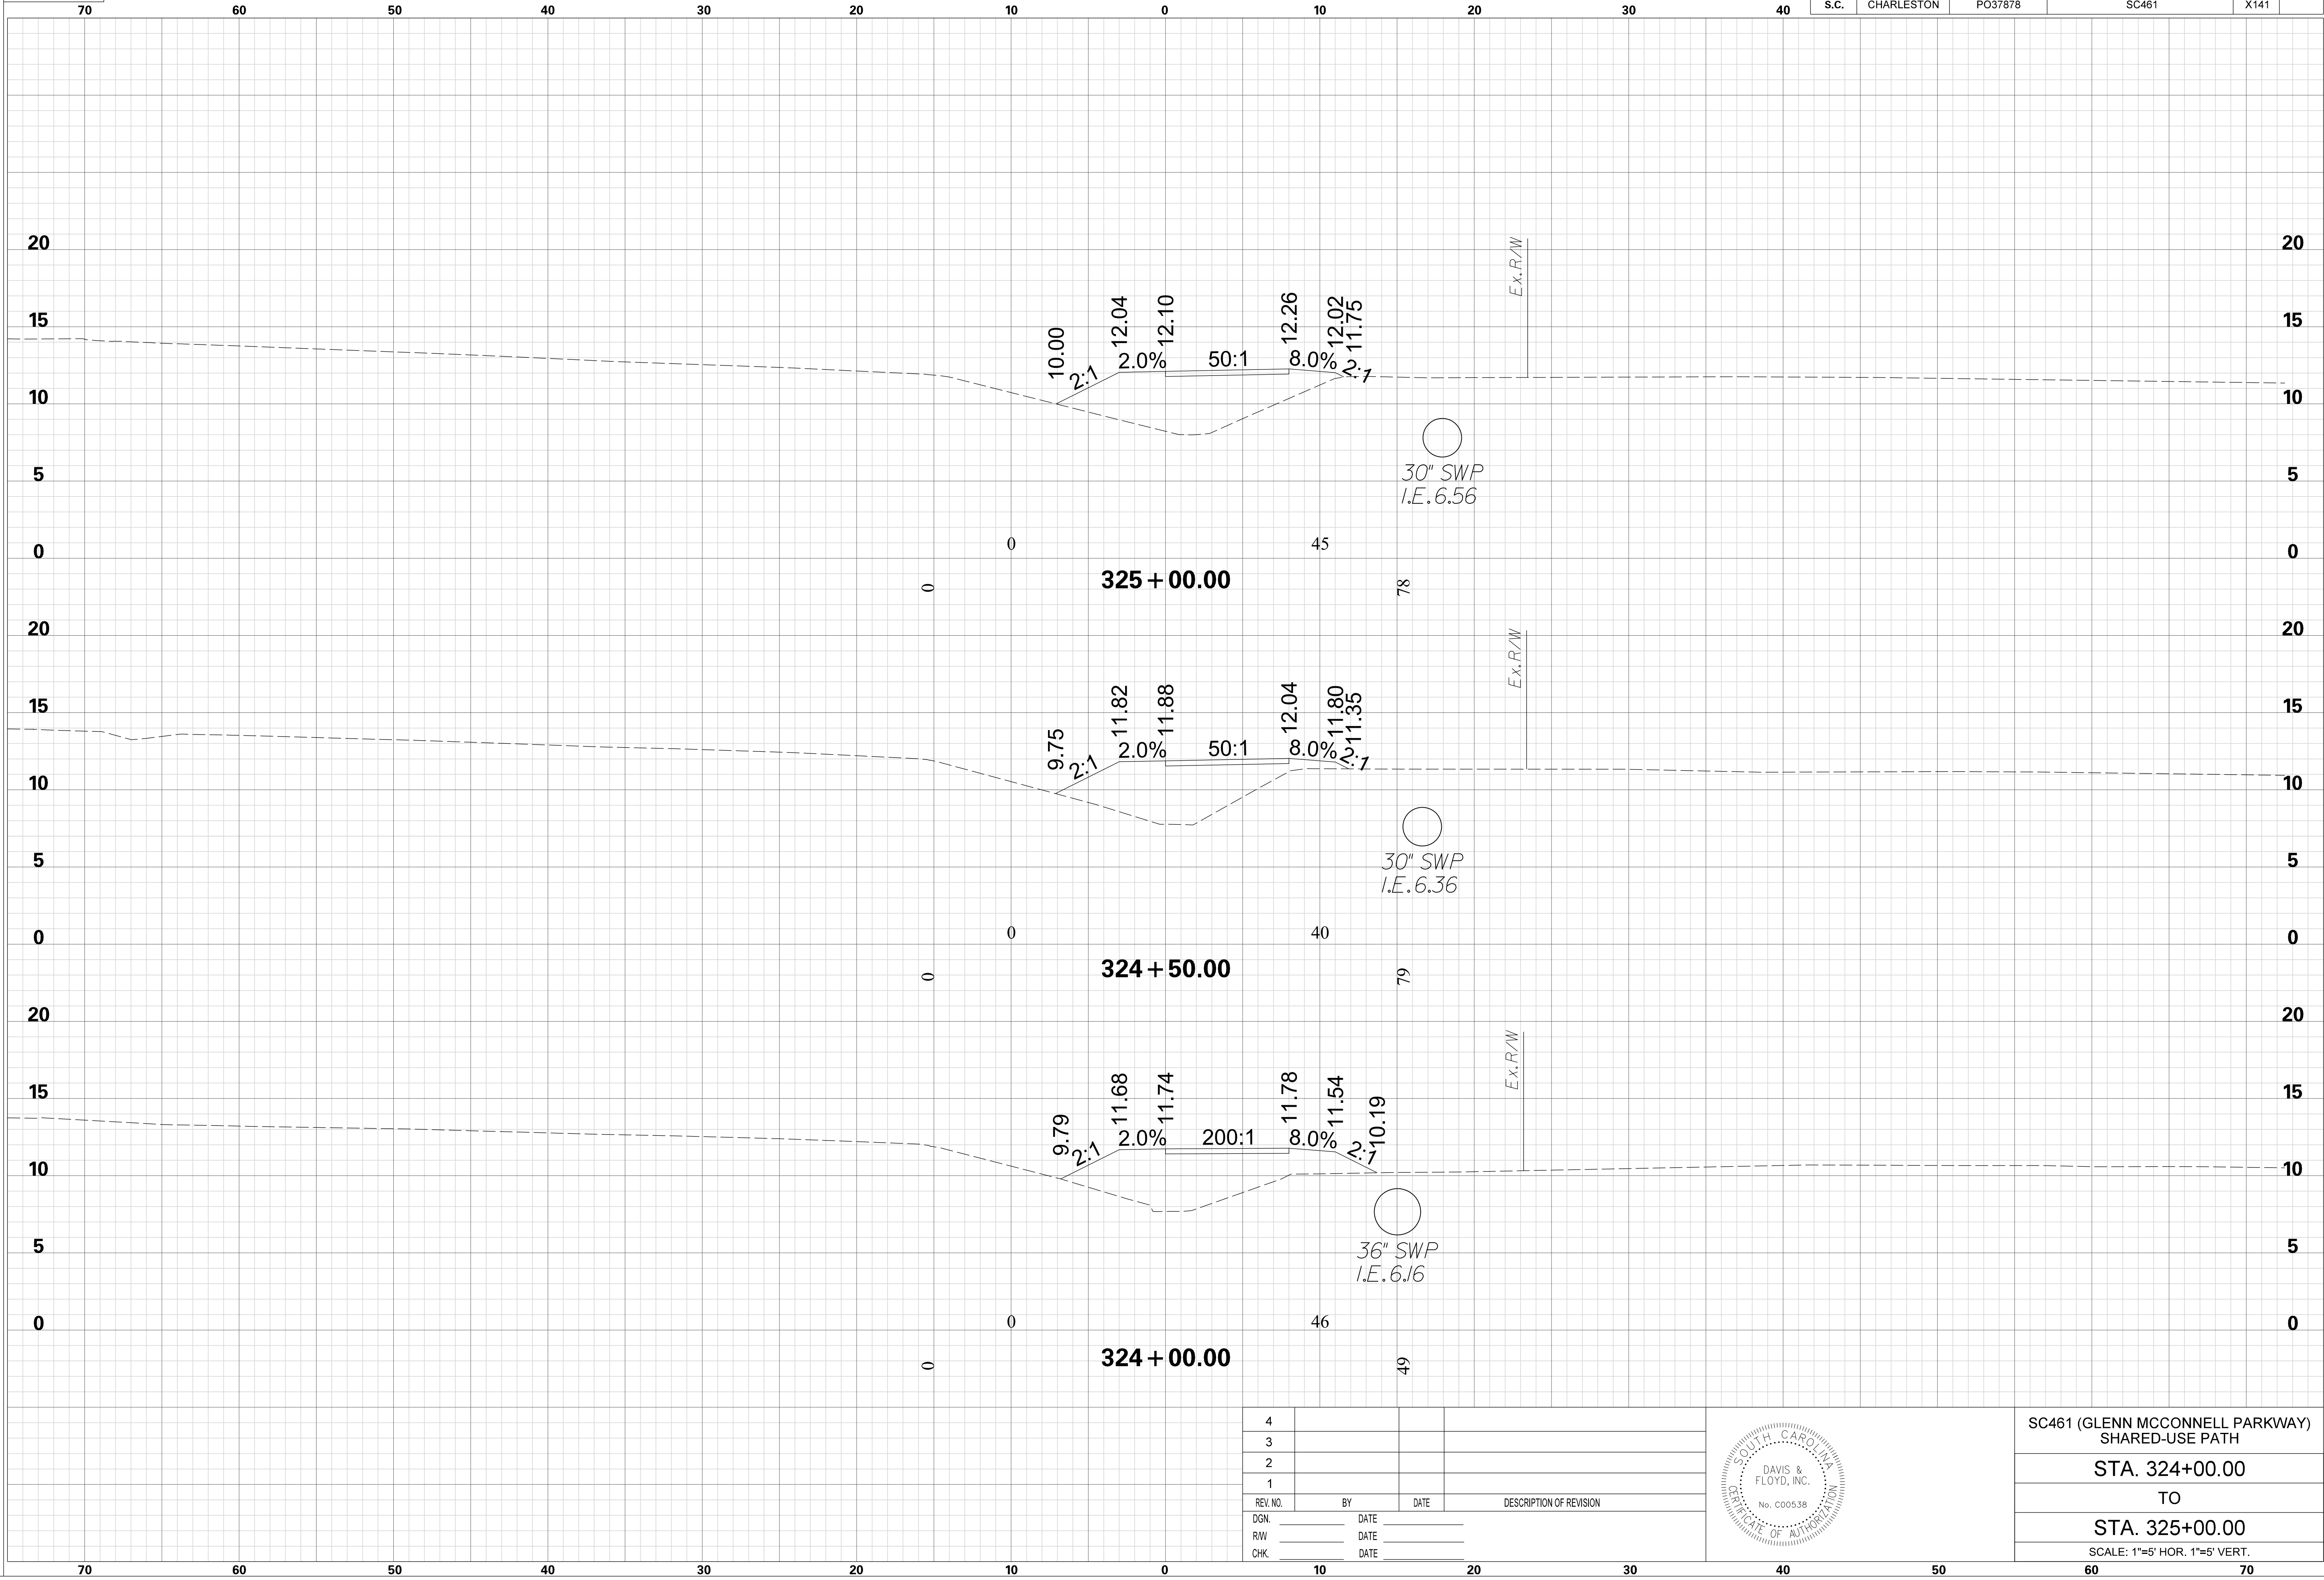 70 60 50 40 30 20 10 0 10 20 30 40
S.C. CHARLESTON PO37878 SC461 X141
20 20
15 15
10 10
5 5
0 0
10.00 12.04 12.10 12.26 12.02 11.75
2:1 2.0% 50:1 8.0% 2:1
Ex. R/W
30" SWP
I.E. 6.56
0 45
325+00.00
0 78
20 20
15 15
10 10
5 5
0 0
9.75 11.82 11.88 12.04 11.80 11.35
2:1 2.0% 50:1 8.0% 2:1
Ex. R/W
30" SWP
I.E. 6.36
0 40
324+50.00
0 79
20 20
15 15
10 10
5 5
0 0
9.79 11.68 11.74 11.78 11.54 10.19
2:1 2.0% 200:1 8.0% 2:1
Ex. R/W
36" SWP
I.E. 6.16
0 46
324+00.00
0 49
4
3
2
1
REV. NO. BY DATE DESCRIPTION OF REVISION
DGN. DATE
R/W DATE
CHK. DATE
SOUTH CAROLINA
DAVIS &
FLOYD, INC.
No. C00538
CERTIFICATE OF AUTHORIZATION
SC461 (GLENN MCCONNELL PARKWAY)
SHARED-USE PATH
STA. 324+00.00
TO
STA. 325+00.00
SCALE: 1"=5' HOR. 1"=5' VERT.
70 60 50 40 30 20 10 0 10 20 30 40 50 60 70